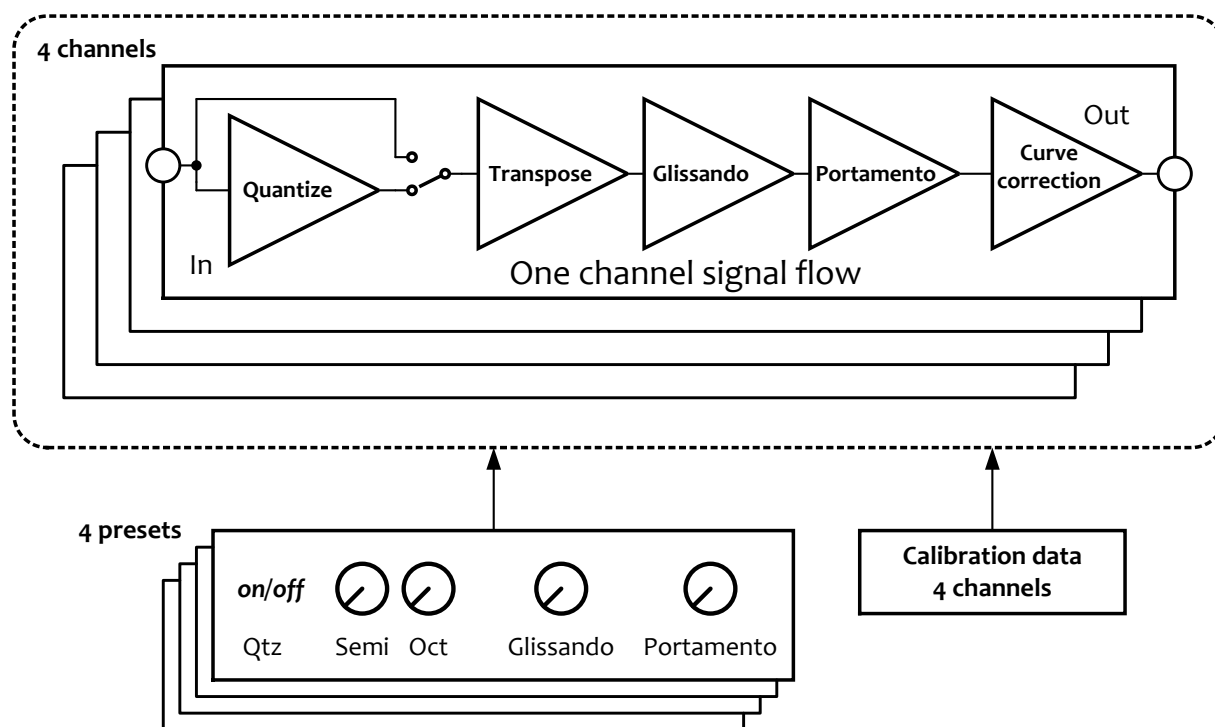 4 channels
Out
Quantize
Transpose
Glissando
Portamento
Curve
correction
In
One channel signal flow
4 presets
on/off
Semi
Oct
Glissando
Portamento
Qtz
Calibration data
4 channels